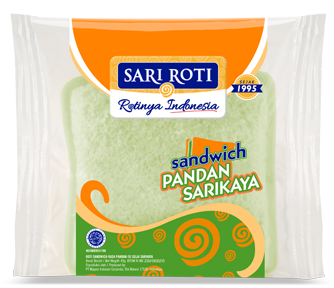 SARI ROTI
SEJAK
1995
Rotinya Indonesia
sandwich
PANDAN
SARIKAYA